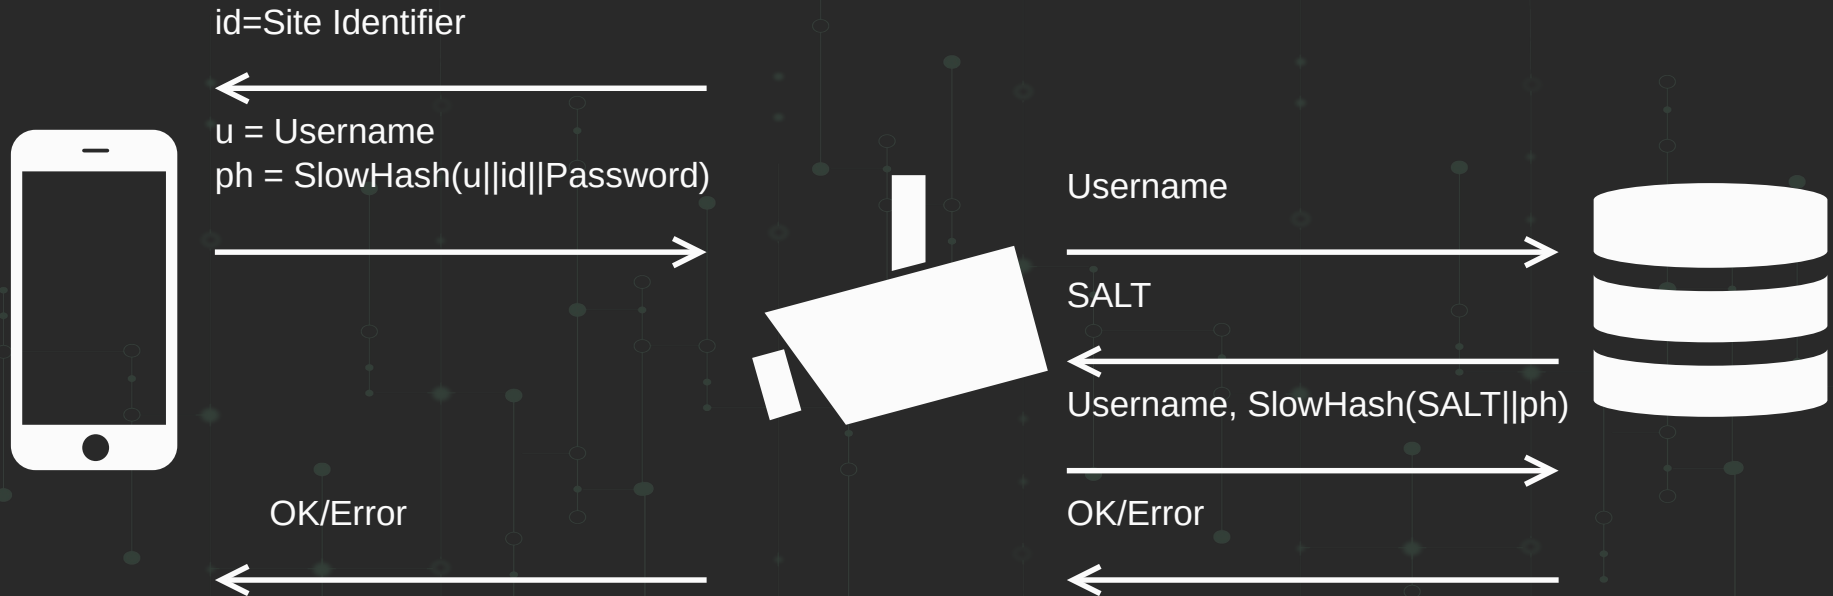 id=Site Identifier
u = Username
ph = SlowHash(u||id||Password)
Username
SALT
Username, SlowHash(SALT||ph)
OK/Error
OK/Error